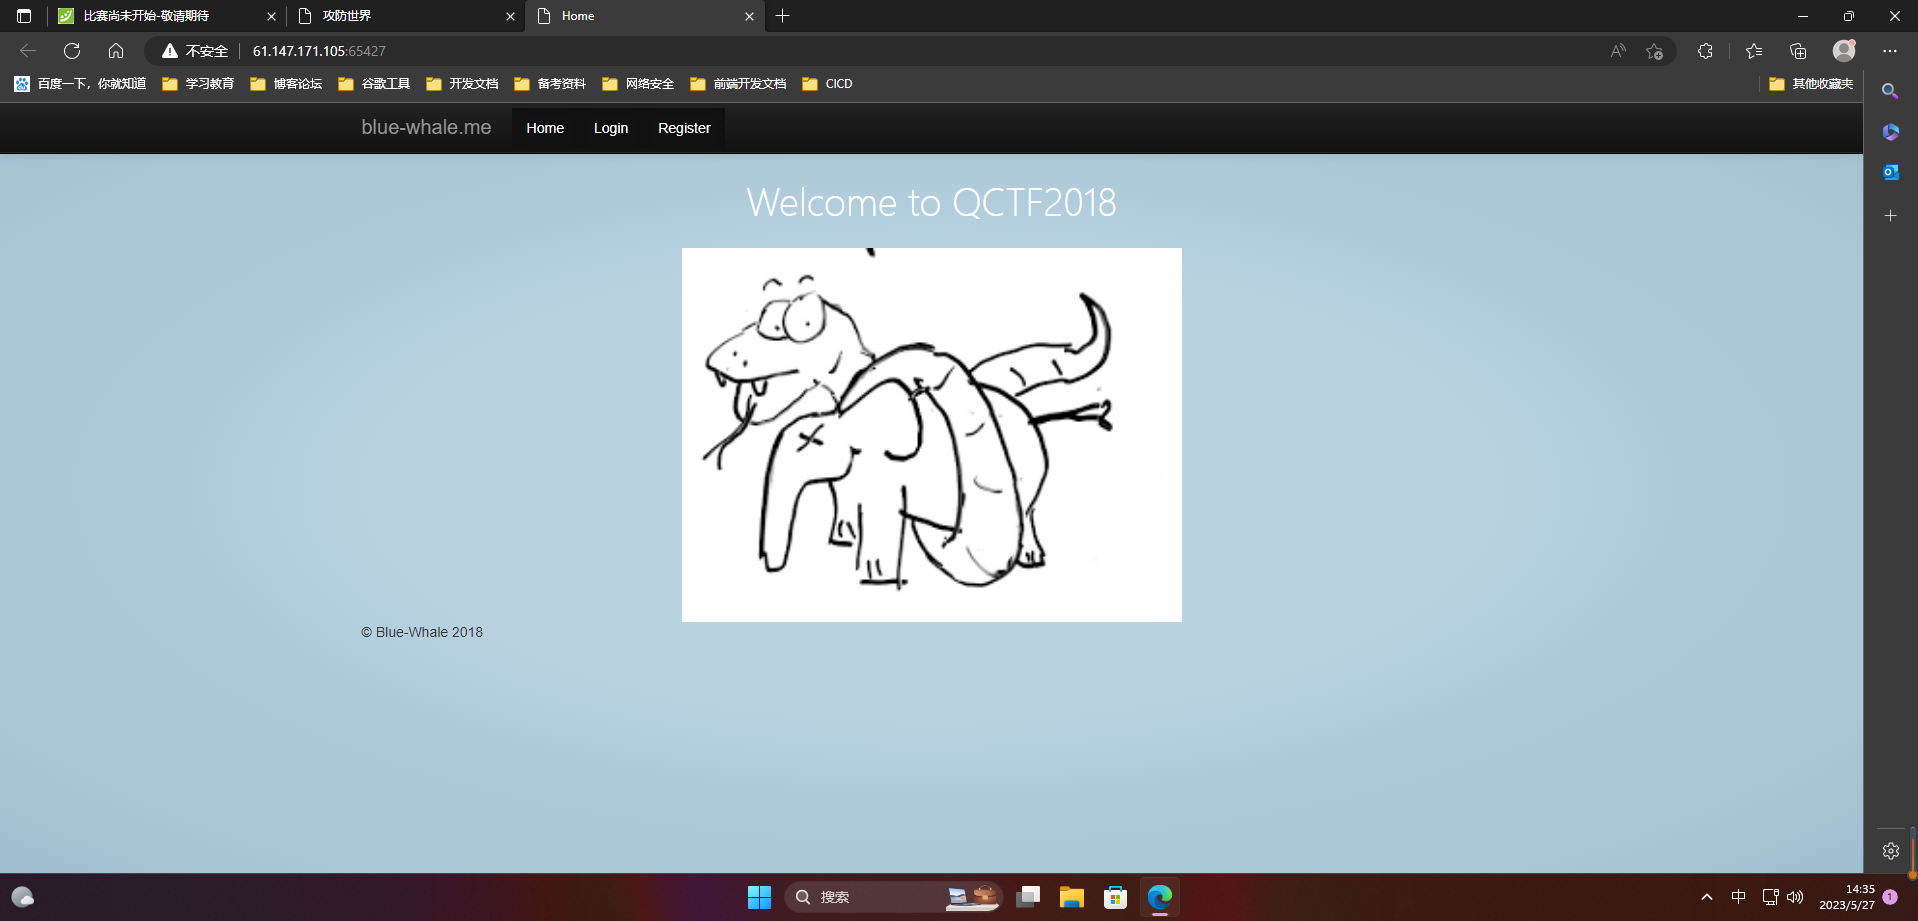 比赛尚未开始-敬请期待
攻防世界
Home
不安全
61.147.171.105:65427
百度一下，你就知道
学习教育
博客论坛
谷歌工具
开发文档
备考资料
网络安全
前端开发文档
CICD
其他收藏夹
blue-whale.me
Home
Login
Register
Welcome to QCTF2018
© Blue-Whale 2018
搜索
中
14:35
2023/5/27
1